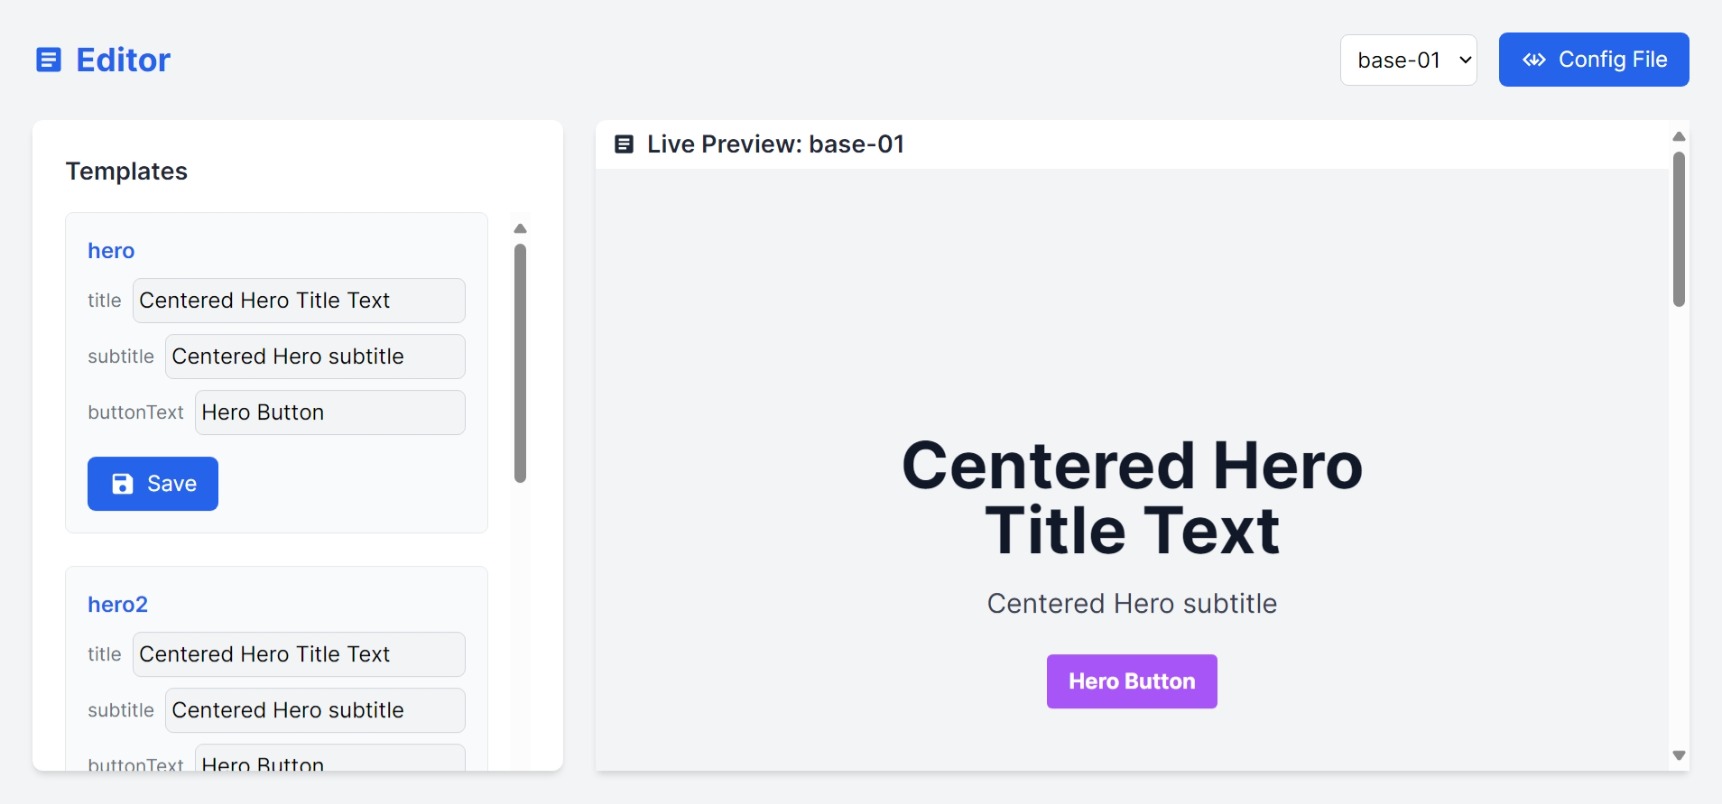 Editor
base-01
Config File
Templates
hero
title Centered Hero Title Text
subtitle Centered Hero subtitle
buttonText Hero Button
Save
hero2
title Centered Hero Title Text
subtitle Centered Hero subtitle
buttonText Hero Button
Live Preview: base-01
Centered Hero
Title Text
Centered Hero subtitle
Hero Button